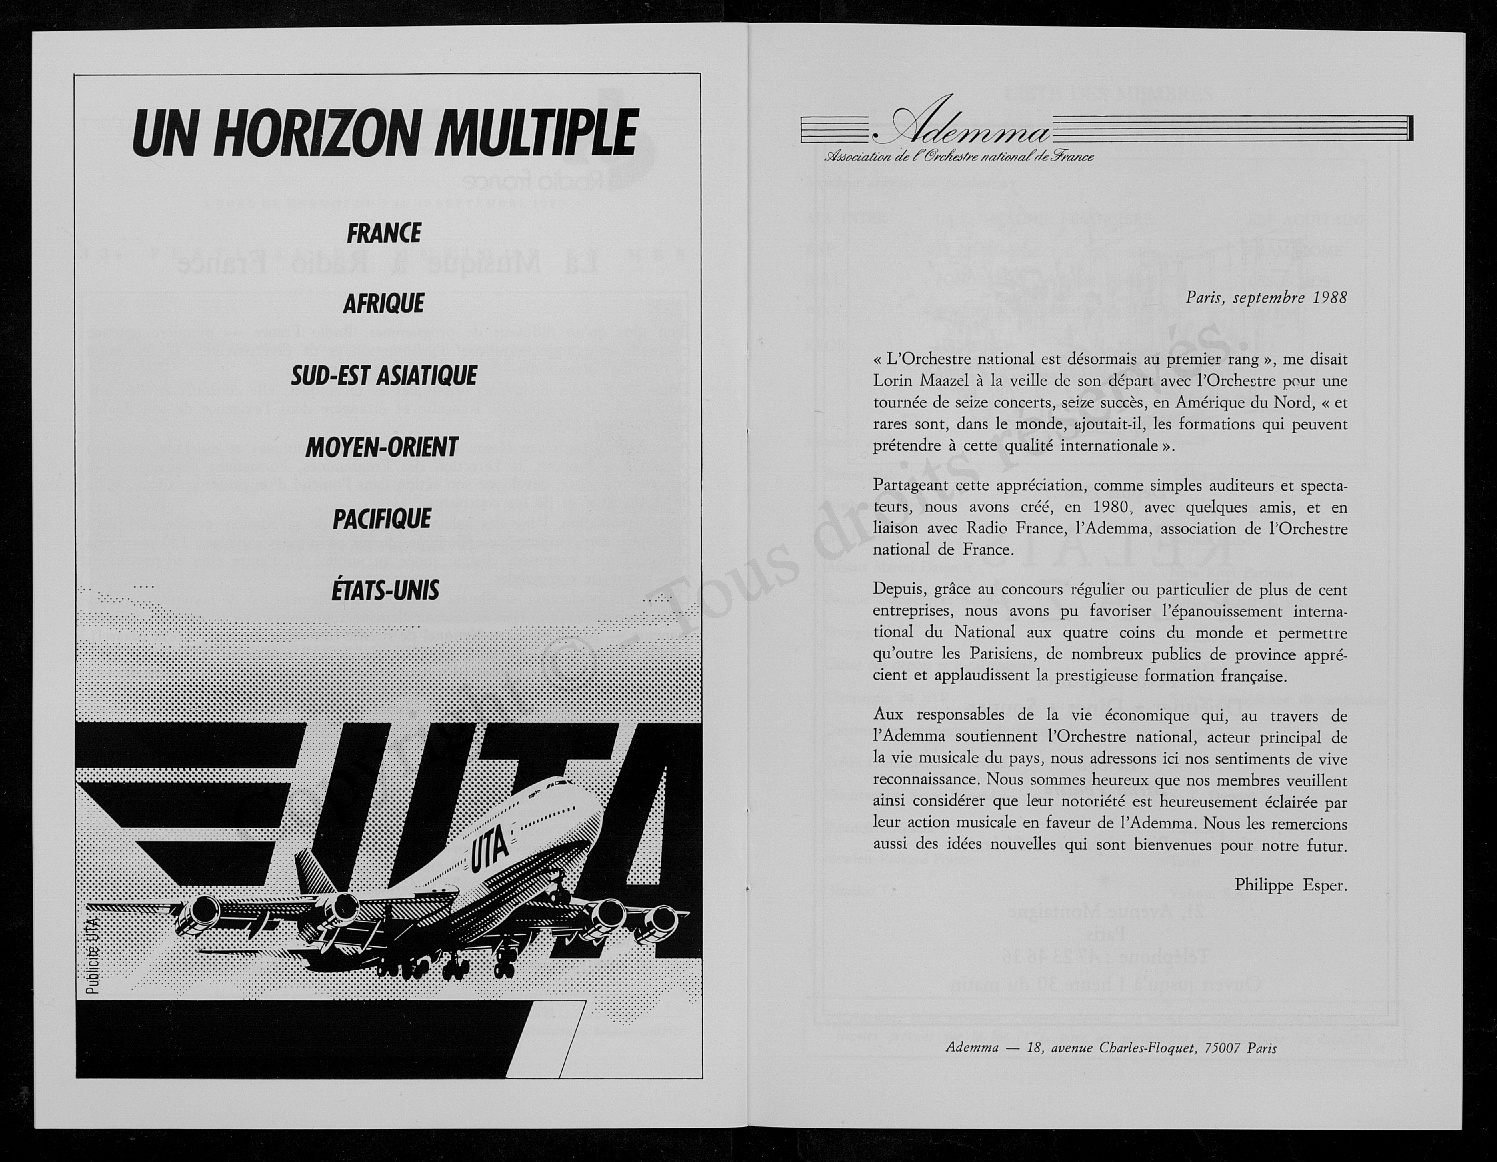 UN HORIZON MULTIPLE
FRANCE
AFRIQUE
SUD-EST ASIATIQUE
MOYEN-ORIENT
PACIFIQUE
ÉTATS-UNIS
UTA
UTA
Publicité UTA
Ademma
Association de l'Orchestre national de France
Paris, septembre 1988
« L'Orchestre national est désormais au premier rang », me disait
Lorin Maazel à la veille de son départ avec l'Orchestre pour une
tournée de seize concerts, seize succès, en Amérique du Nord, « et
rares sont, dans le monde, ajoutait-il, les formations qui peuvent
prétendre à cette qualité internationale ».
Partageant cette appréciation, comme simples auditeurs et specta-
teurs, nous avons créé, en 1980, avec quelques amis, et en
liaison avec Radio France, l'Ademma, association de l'Orchestre
national de France.
Depuis, grâce au concours régulier ou particulier de plus de cent
entreprises, nous avons pu favoriser l'épanouissement interna-
tional du National aux quatre coins du monde et permettre
qu'outre les Parisiens, de nombreux publics de province appré-
cient et applaudissent la prestigieuse formation française.
Aux responsables de la vie économique qui, au travers de
l'Ademma soutiennent l'Orchestre national, acteur principal de
la vie musicale du pays, nous adressons ici nos sentiments de vive
reconnaissance. Nous sommes heureux que nos membres veuillent
ainsi considérer que leur notoriété est heureusement éclairée par
leur action musicale en faveur de l'Ademma. Nous les remercions
aussi des idées nouvelles qui sont bienvenues pour notre futur.
Philippe Esper.
Ademma — 18, avenue Charles-Floquet, 75007 Paris
© - Tous droits réservés.